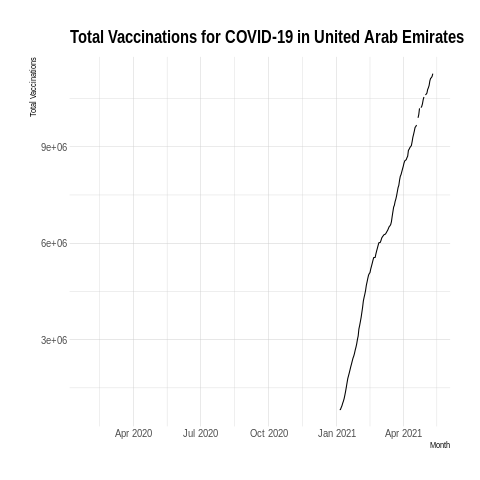 Total Vaccinations for COVID-19 in United Arab Emirates
Total Vaccinations
9e+06
6e+06
3e+06
Apr 2020 Jul 2020 Oct 2020 Jan 2021 Apr 2021
Month